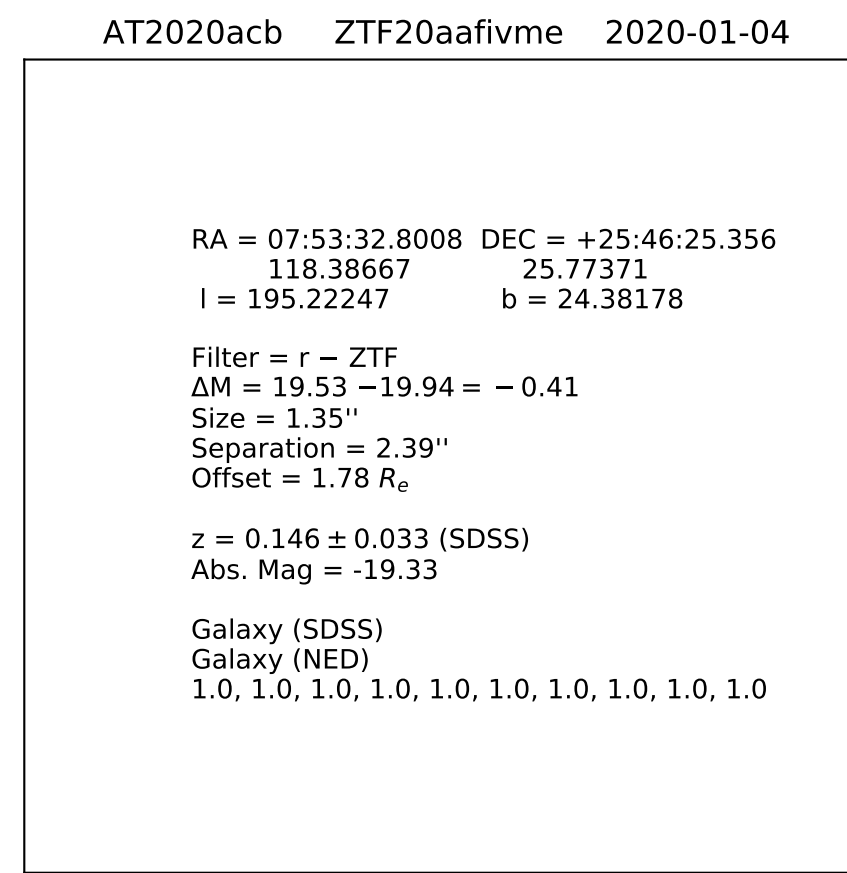 AT2020acb ZTF20aafivme 2020-01-04
RA = 07:53:32.8008 DEC = +25:46:25.356
118.38667 25.77371
l = 195.22247 b = 24.38178
Filter = r − ZTF
ΔM = 19.53 −19.94 = − 0.41
Size = 1.35''
Separation = 2.39''
Offset = 1.78 Re
z = 0.146 ± 0.033 (SDSS)
Abs. Mag = -19.33
Galaxy (SDSS)
Galaxy (NED)
1.0, 1.0, 1.0, 1.0, 1.0, 1.0, 1.0, 1.0, 1.0, 1.0